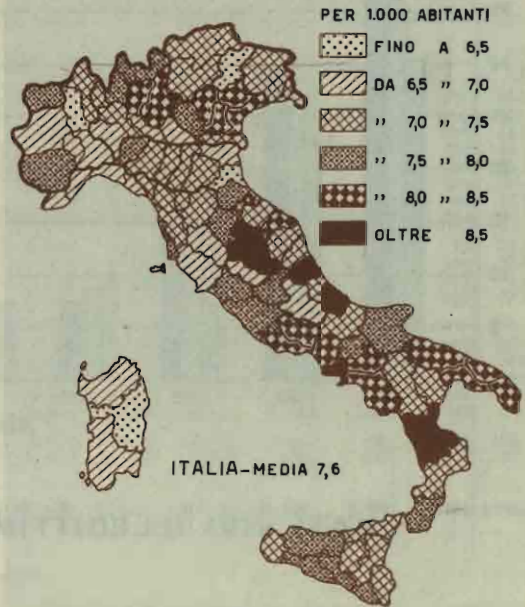 PER 1.000 ABITANTI
FINO A 6,5
DA 6,5 ,, 7,0
,, 7,0 ,, 7,5
,, 7,5 ,, 8,0
,, 8,0 ,, 8,5
OLTRE 8,5
ITALIA-MEDIA 7,6